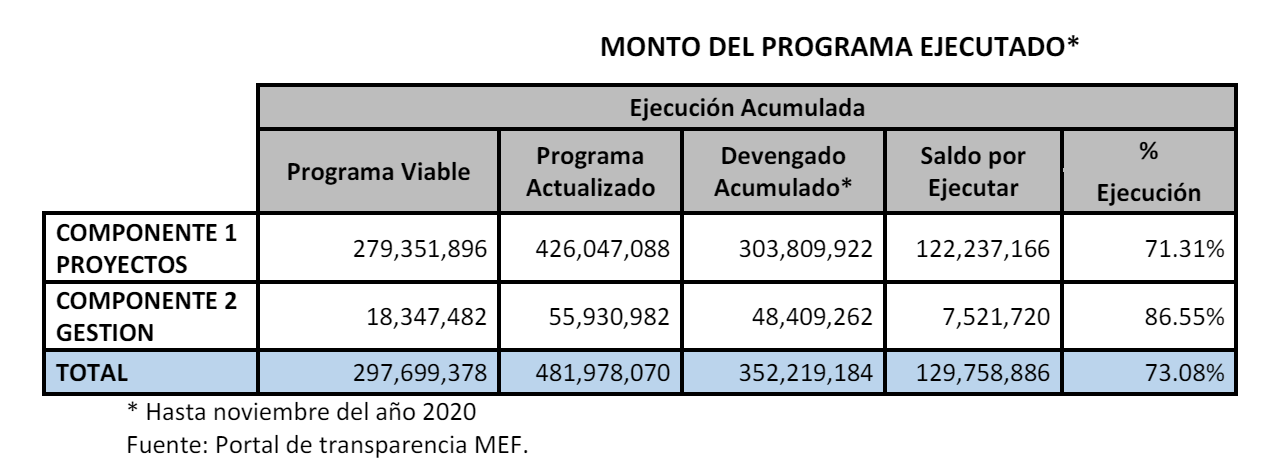 MONTO DEL PROGRAMA EJECUTADO*
Ejecución Acumulada
Programa Viable
Programa
Actualizado
Devengado
Acumulado*
Saldo por
Ejecutar
%
Ejecución
COMPONENTE 1
PROYECTOS
279,351,896 426,047,088 303,809,922 122,237,166 71.31%
COMPONENTE 2
GESTION
18,347,482 55,930,982 48,409,262 7,521,720 86.55%
TOTAL 297,699,378 481,978,070 352,219,184 129,758,886 73.08%
* Hasta noviembre del año 2020
Fuente: Portal de transparencia MEF.